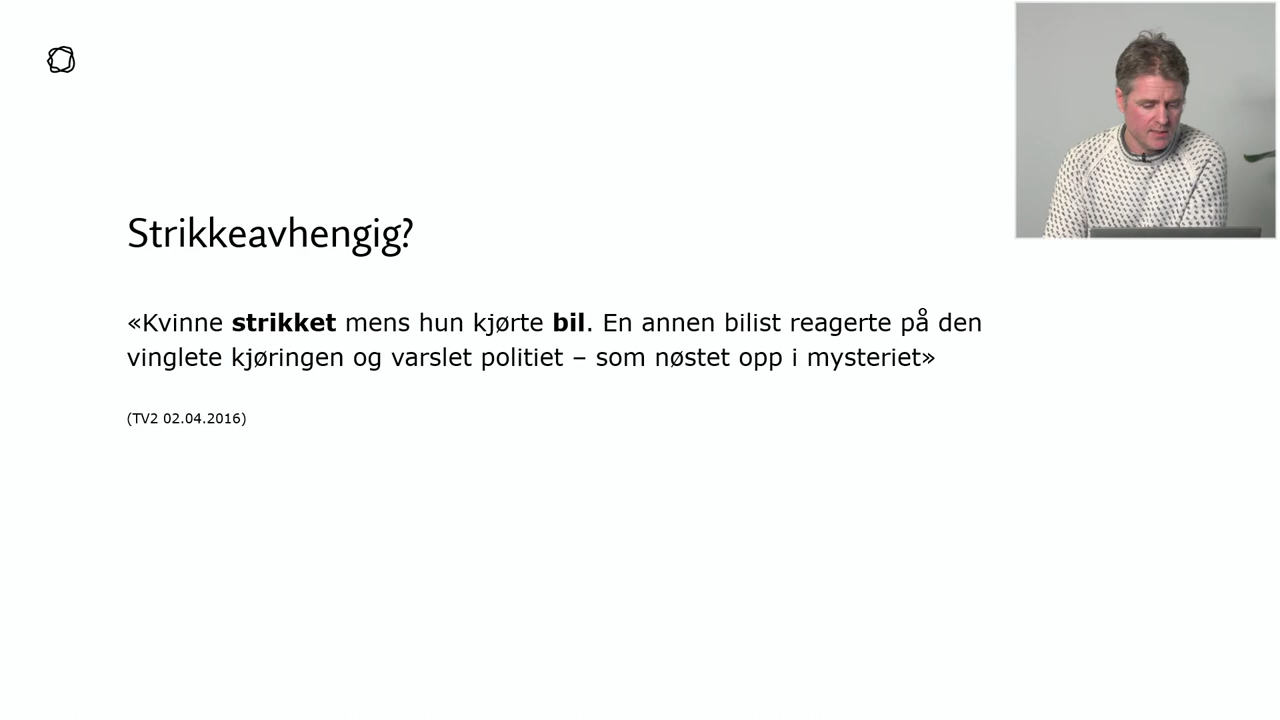 Strikkeavhengig?
«Kvinne strikket mens hun kjørte bil. En annen bilist reagerte på den
vinglete kjøringen og varslet politiet – som nøstet opp i mysteriet»
(TV2 02.04.2016)